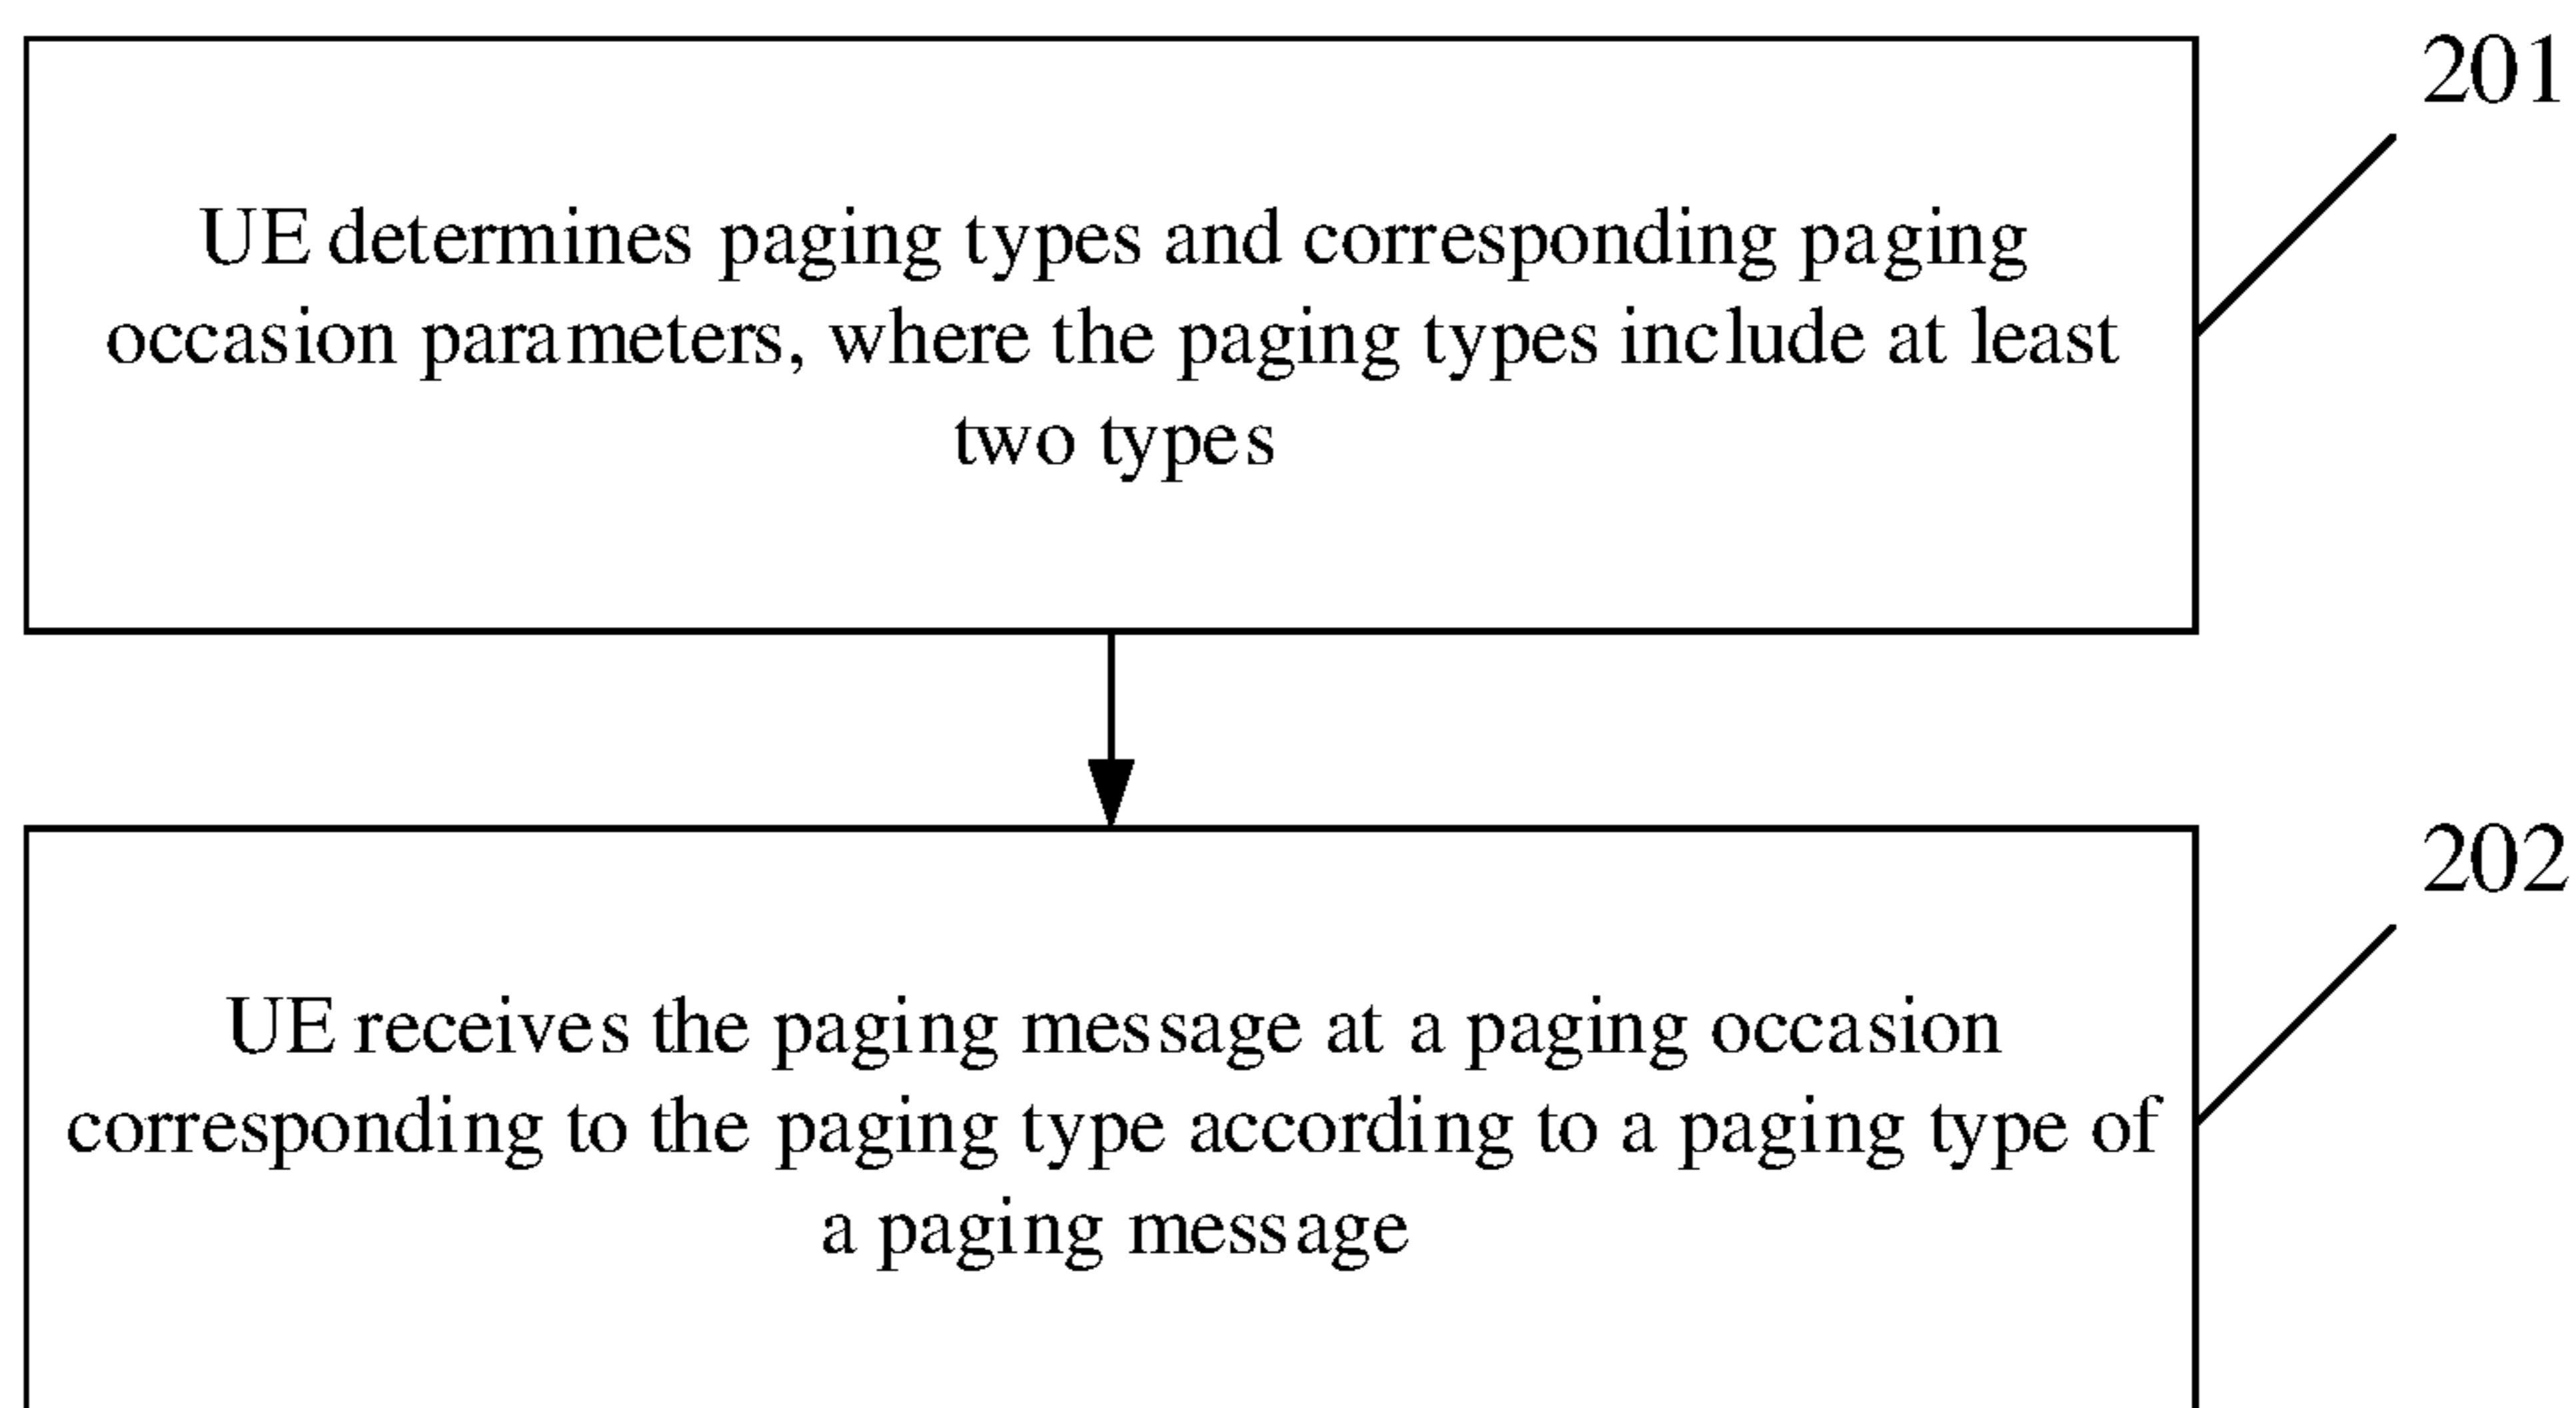 201
UE determines paging types and corresponding paging
occasion parameters, where the paging types include at least
two types
202
UE receives the paging message at a paging occasion
corresponding to the paging type according to a paging type of
a paging message